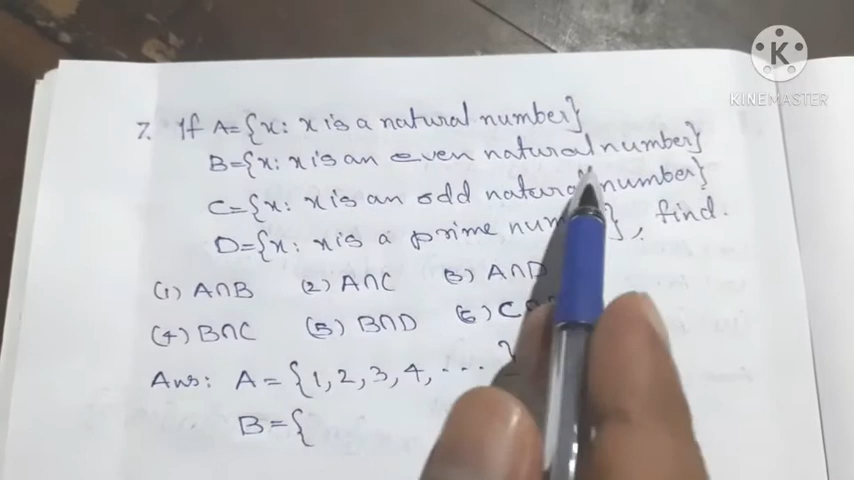 K
KINEMASTER
7. If A={x: x is a natural number}
B={x: x is an even natural number}
C={x: x is an odd natural number}
D={x: x is a prime num }, find.
(1) A∩B (2) A∩C (3) A∩D
(4) B∩C (5) B∩D (6) C
Ans: A = {1, 2, 3, 4, ... }
B = {